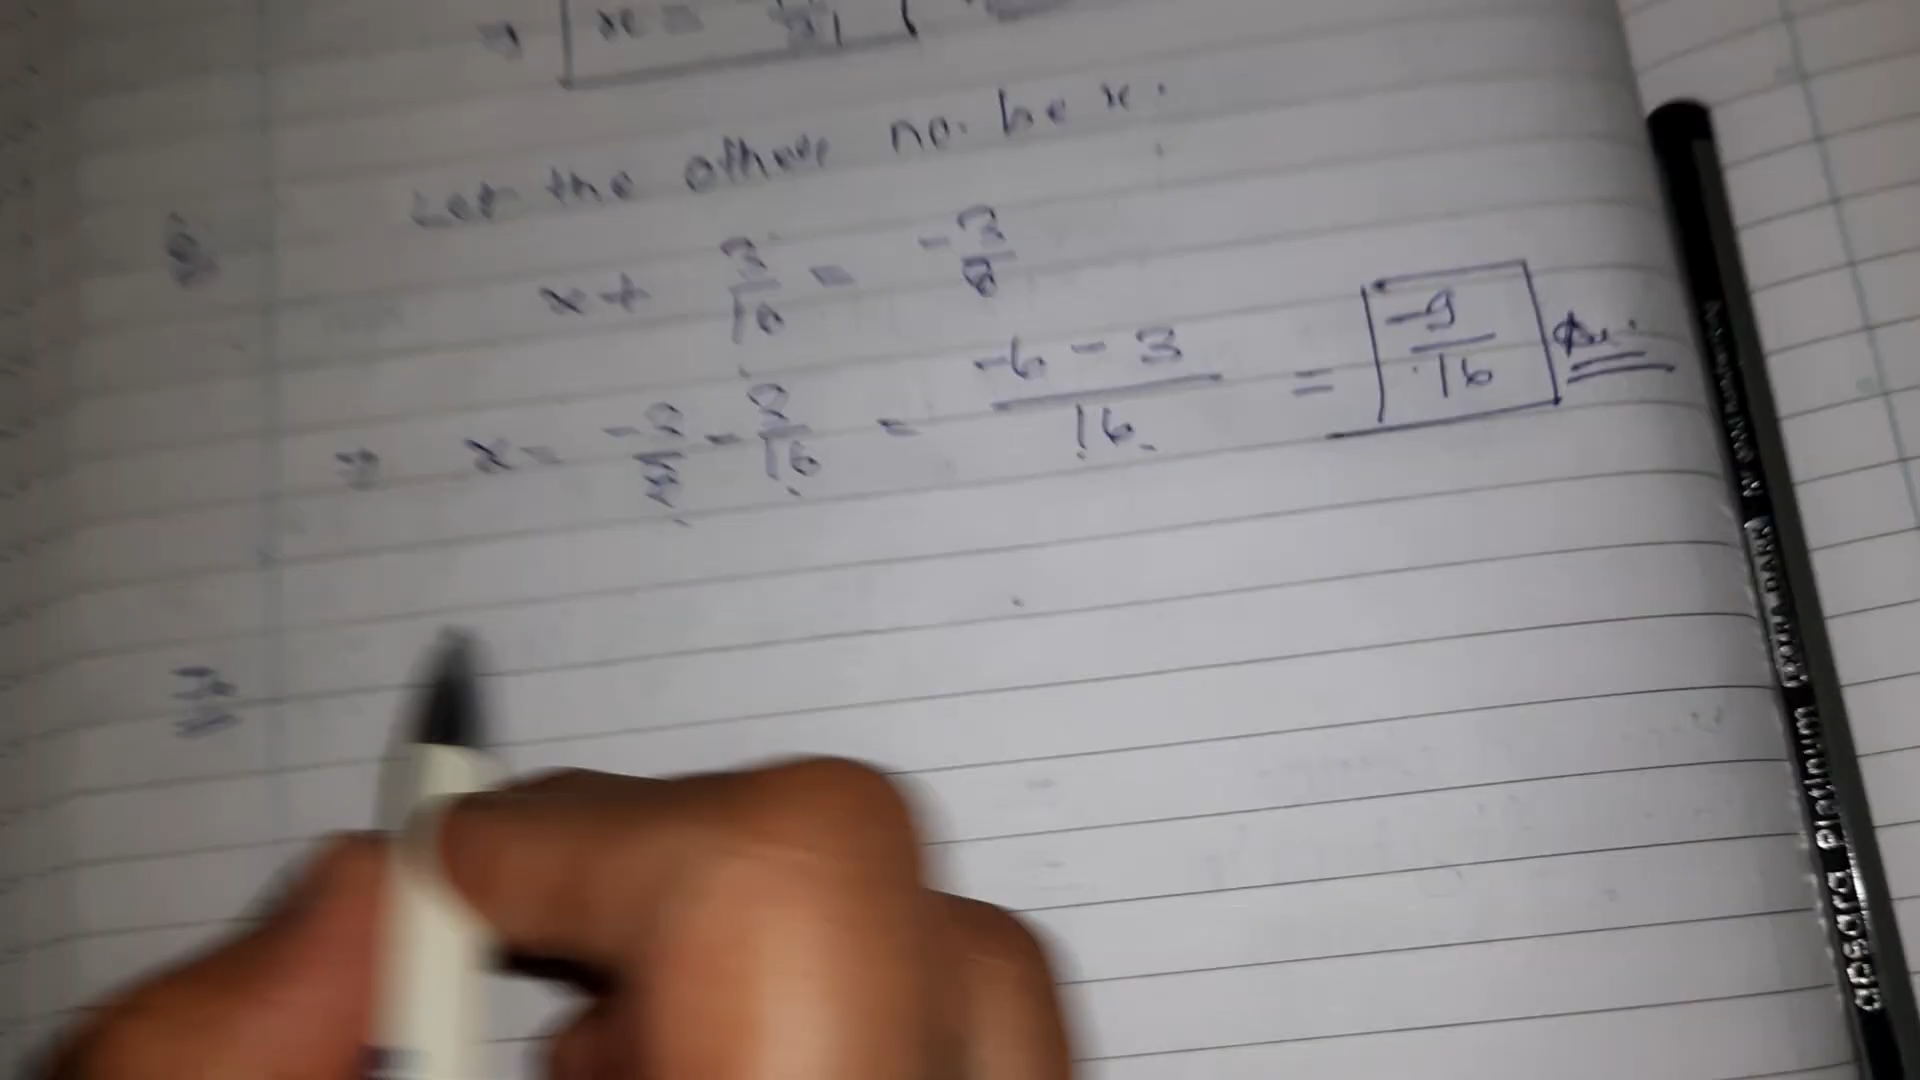 ⇒ x =
Let the other no. be x.
x + 3/16 = -3/8
⇒ x = -3/8 - 3/16 = -6 - 3/16 = -9/16 Ans.
apsara Platinum EXTRA DARK